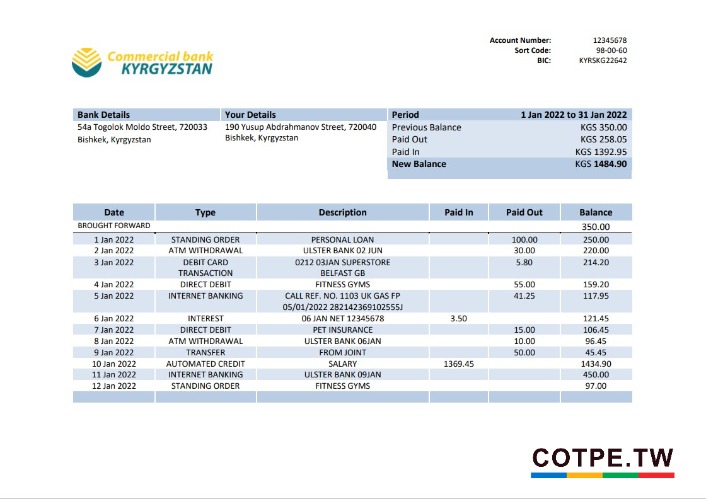 Commercial bank
KYRGYZSTAN
Account Number: 12345678
Sort Code: 98-00-60
BIC: KYRSKG22642
Bank Details Your Details Period 1 Jan 2022 to 31 Jan 2022
54a Togolok Moldo Street, 720033 190 Yusup Abdrahmanov Street, 720040 Previous Balance KGS 350.00
Bishkek, Kyrgyzstan Bishkek, Kyrgyzstan Paid Out KGS 258.05
Paid In KGS 1392.95
New Balance KGS 1484.90
Date Type Description Paid In Paid Out Balance
BROUGHT FORWARD 350.00
1 Jan 2022 STANDING ORDER PERSONAL LOAN 100.00 250.00
2 Jan 2022 ATM WITHDRAWAL ULSTER BANK 02 JUN 30.00 220.00
3 Jan 2022 DEBIT CARD 0212 03JAN SUPERSTORE 5.80 214.20
TRANSACTION BELFAST GB
4 Jan 2022 DIRECT DEBIT FITNESS GYMS 55.00 159.20
5 Jan 2022 INTERNET BANKING CALL REF. NO. 1103 UK GAS FP 41.25 117.95
05/01/2022 282142369102555J
6 Jan 2022 INTEREST 06 JAN NET 12345678 3.50 121.45
7 Jan 2022 DIRECT DEBIT PET INSURANCE 15.00 106.45
8 Jan 2022 ATM WITHDRAWAL ULSTER BANK 06JAN 10.00 96.45
9 Jan 2022 TRANSFER FROM JOINT 50.00 45.45
10 Jan 2022 AUTOMATED CREDIT SALARY 1369.45 1434.90
11 Jan 2022 INTERNET BANKING ULSTER BANK 09JAN 450.00
12 Jan 2022 STANDING ORDER FITNESS GYMS 97.00
COTPE.TW